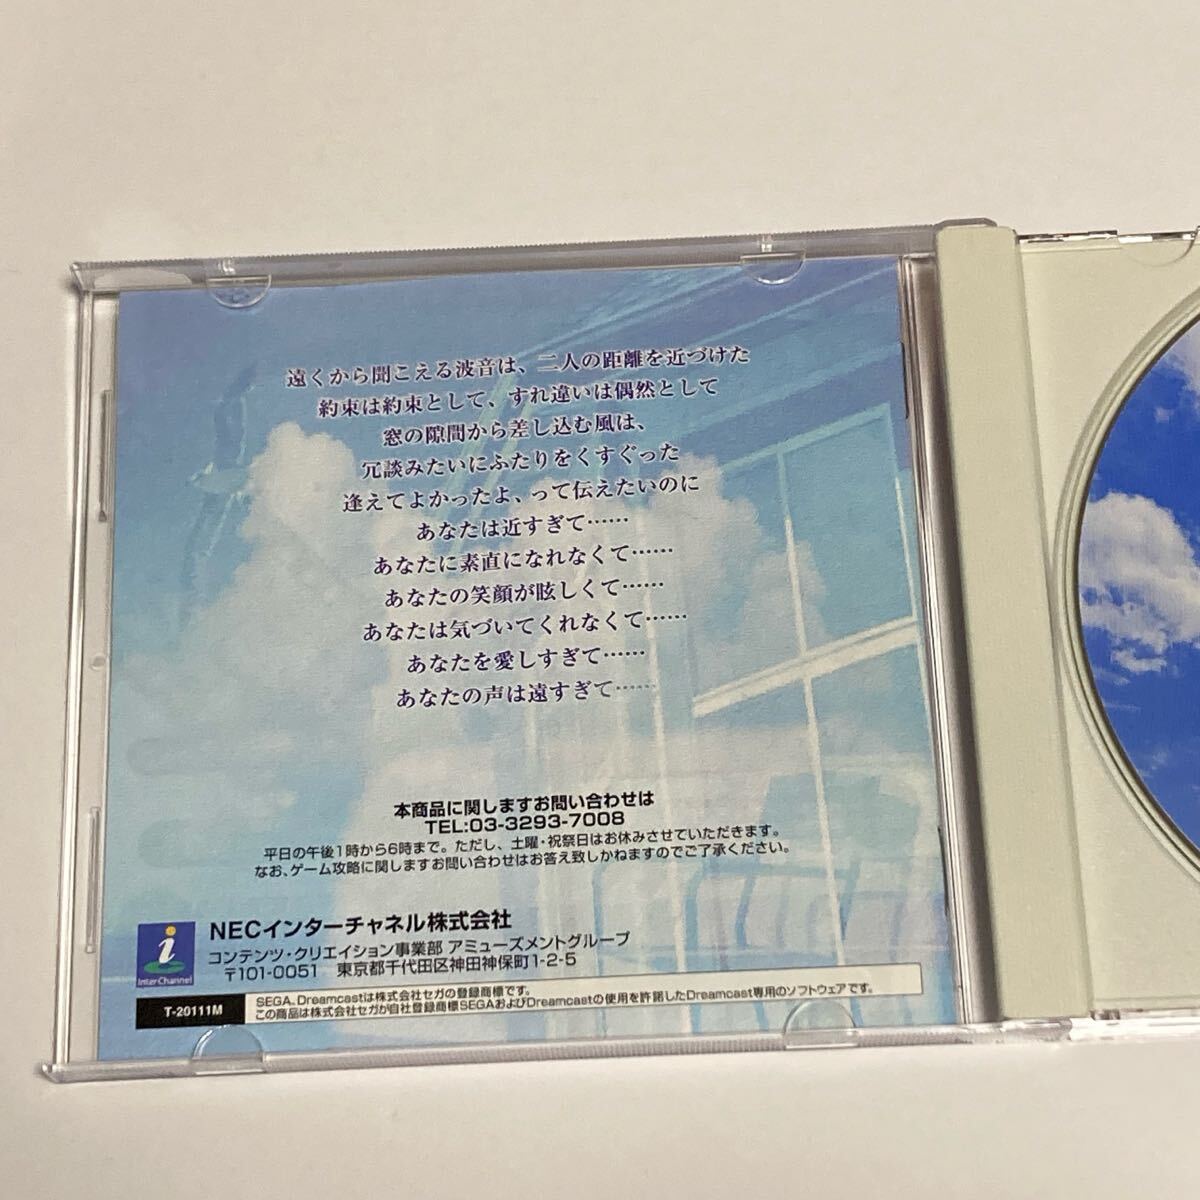 遠くから聞こえる波音は、二人の距離を近づけた
約束は約束として、すれ違いは偶然として
窓の隙間から差し込む風は、
冗談みたいにふたりをくすぐった
逢えてよかったよ、って伝えたいのに
あなたは近すぎて……
あなたに素直になれなくて……
あなたの笑顔が眩しくて……
あなたは気づいてくれなくて……
あなたを愛しすぎて……
あなたの声は遠すぎて……
本商品に関しますお問い合わせは
TEL:03-3293-7008
平日の午後1時から6時まで。ただし、土曜・祝祭日はお休みさせていただきます。
なお、ゲーム攻略に関しますお問い合わせはお答え致しかねますのでご了承ください。
i
InterChannel
NECインターチャネル株式会社
コンテンツ・クリエイション事業部 アミューズメントグループ
〒101-0051 東京都千代田区神田神保町1-2-5
T-20111M
SEGA、Dreamcastは株式会社セガの登録商標です。
この商品は株式会社セガが自社登録商標SEGAおよびDreamcastの使用を許諾したDreamcast専用のソフトウェアです。